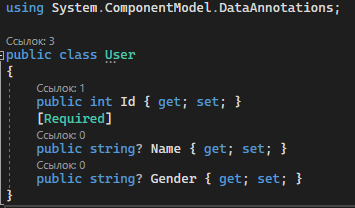 using System.ComponentModel.DataAnnotations;
Ссылок: 3
public class User
{
Ссылок: 1
public int Id { get; set; }
[Required]
Ссылок: 0
public string? Name { get; set; }
Ссылок: 0
public string? Gender { get; set; }
}